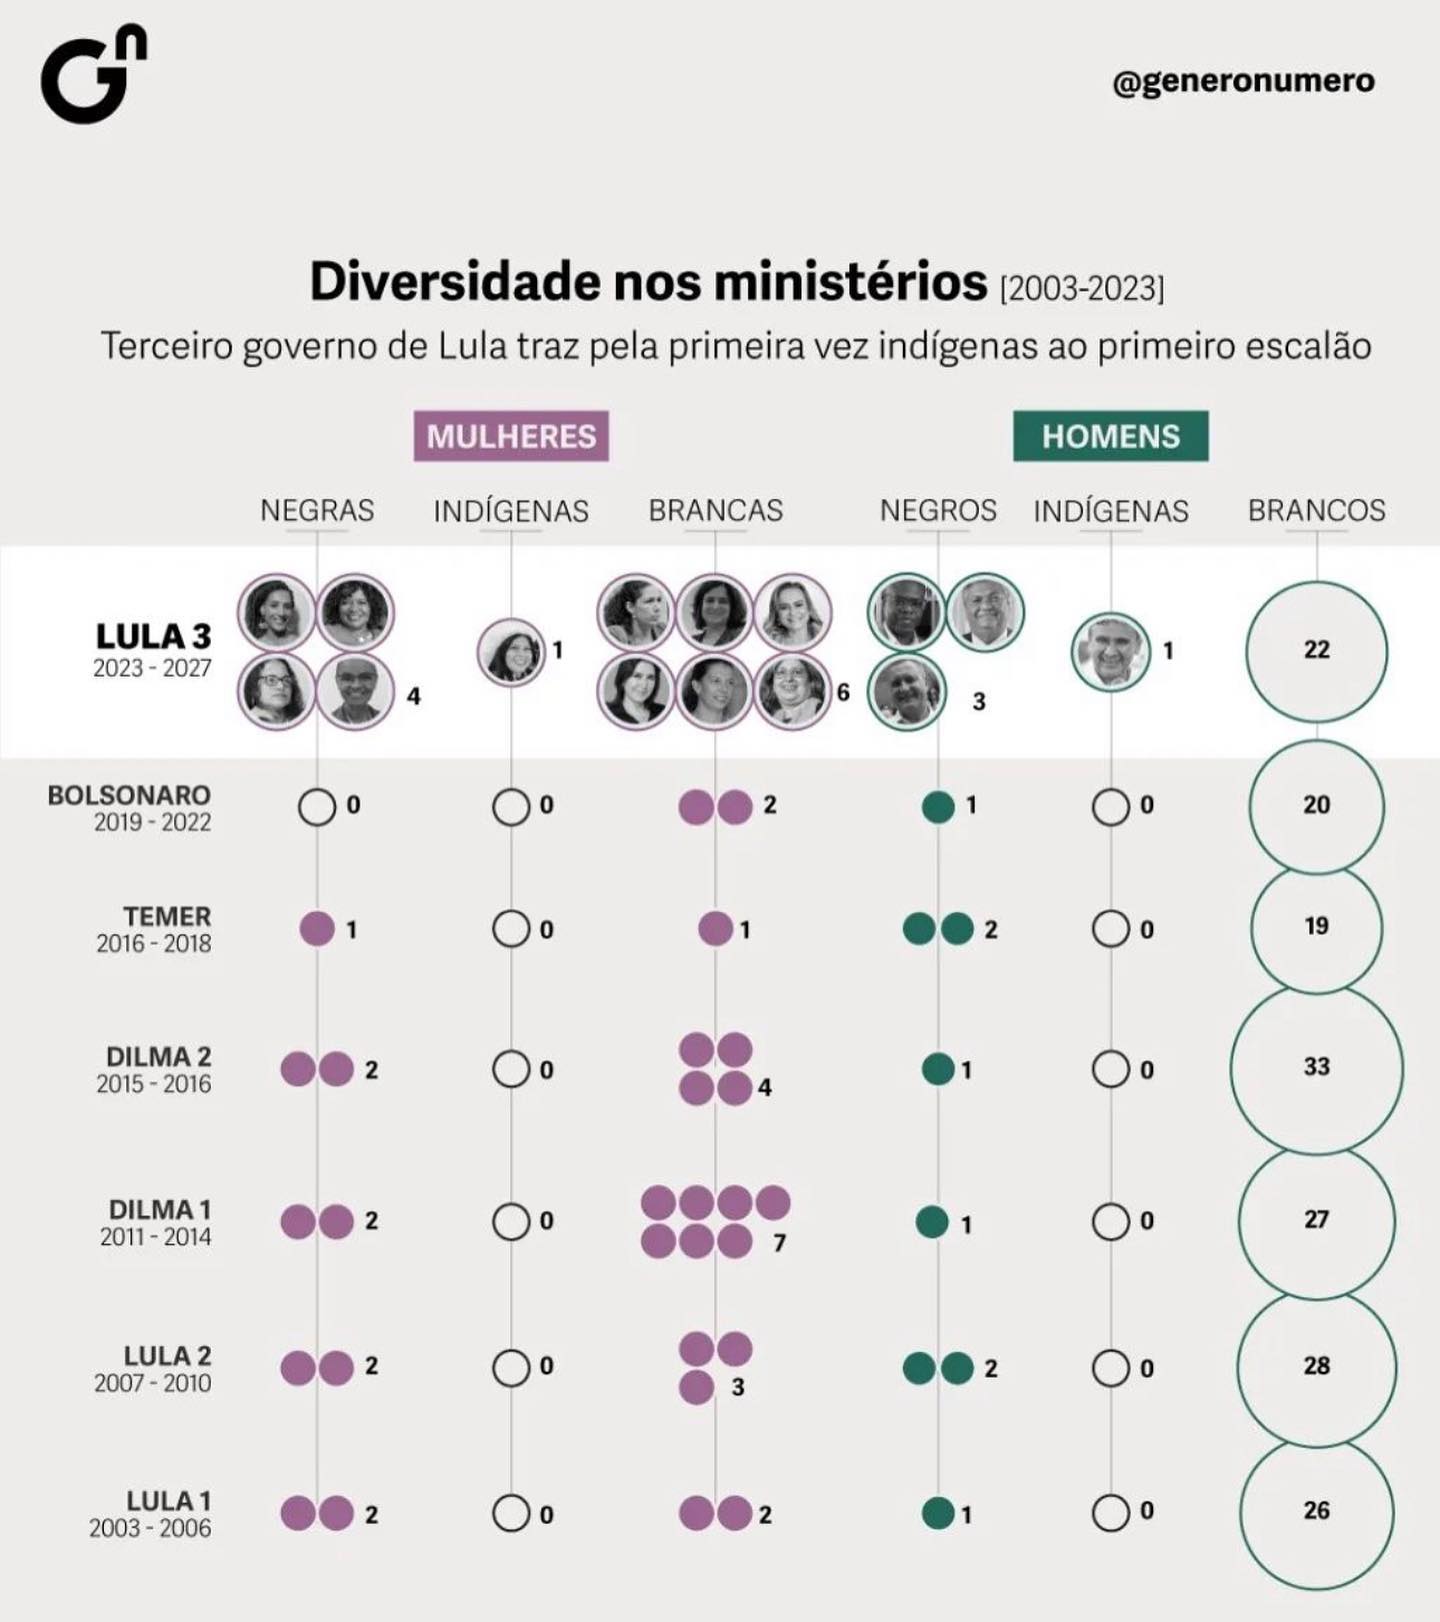 Gn
@generonumero
Diversidade nos ministérios [2003-2023]
Terceiro governo de Lula traz pela primeira vez indígenas ao primeiro escalão
MULHERES HOMENS
NEGRAS INDÍGENAS BRANCAS NEGROS INDÍGENAS BRANCOS
LULA 3
2023 - 2027
4 1 6 3 1 22
BOLSONARO
2019 - 2022
0 0 2 1 0 20
TEMER
2016 - 2018
1 0 1 2 0 19
DILMA 2
2015 - 2016
2 0 4 1 0 33
DILMA 1
2011 - 2014
2 0 7 1 0 27
LULA 2
2007 - 2010
2 0 3 2 0 28
LULA 1
2003 - 2006
2 0 2 1 0 26